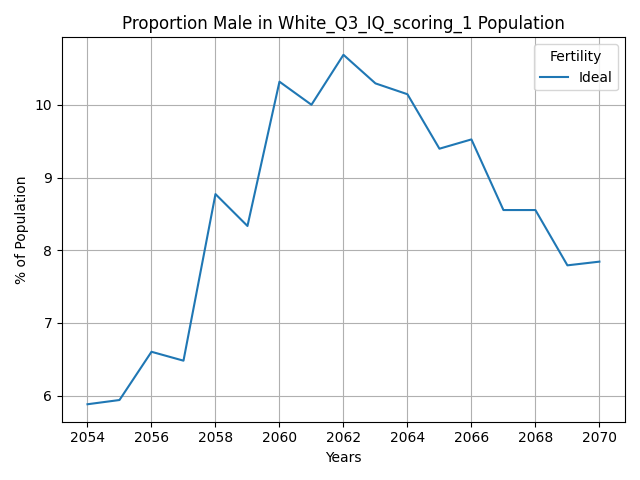 Proportion Male in White_Q3_IQ_scoring_1 Population
Fertility
Ideal
% of Population
10
9
8
7
6
2054 2056 2058 2060 2062 2064 2066 2068 2070
Years